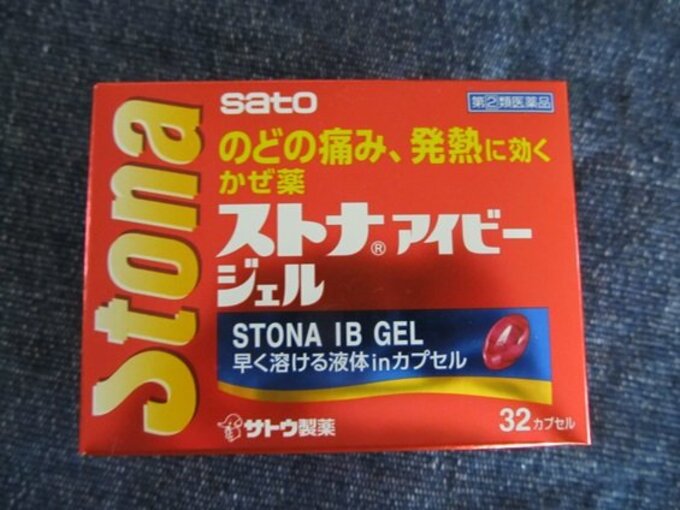 Stona
sato
指定②類医薬品
のどの痛み、発熱に効く
かぜ薬
ストナ®アイビー
ジェル
STONA IB GEL
早く溶ける液体inカプセル
サトウ製薬
32カプセル